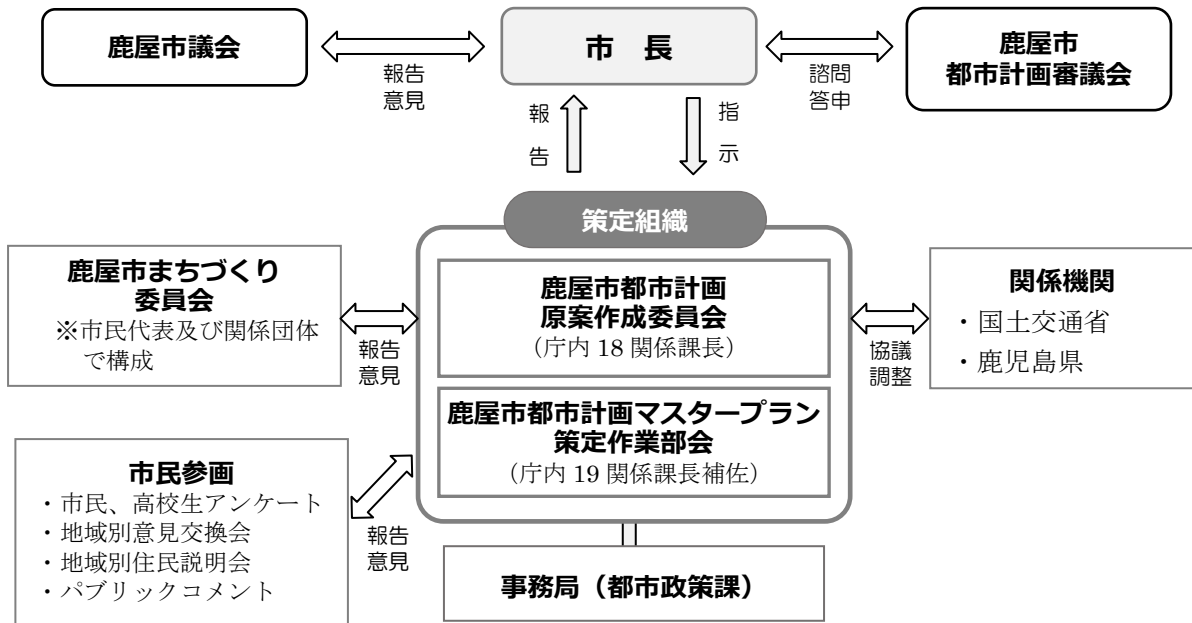 鹿屋市議会
報告
意見
市　長
諮問
答申
鹿屋市
都市計画審議会
報
告
指
示
策定組織
鹿屋市まちづくり
委員会
※市民代表及び関係団体
で構成
報告
意見
鹿屋市都市計画
原案作成委員会
（庁内 18 関係課長）
鹿屋市都市計画マスタープラン
策定作業部会
（庁内 19 関係課長補佐）
協議
調整
関係機関
・国土交通省
・鹿児島県
市民参画
・市民、高校生アンケート
・地域別意見交換会
・地域別住民説明会
・パブリックコメント
報告
意見
事務局（都市政策課）